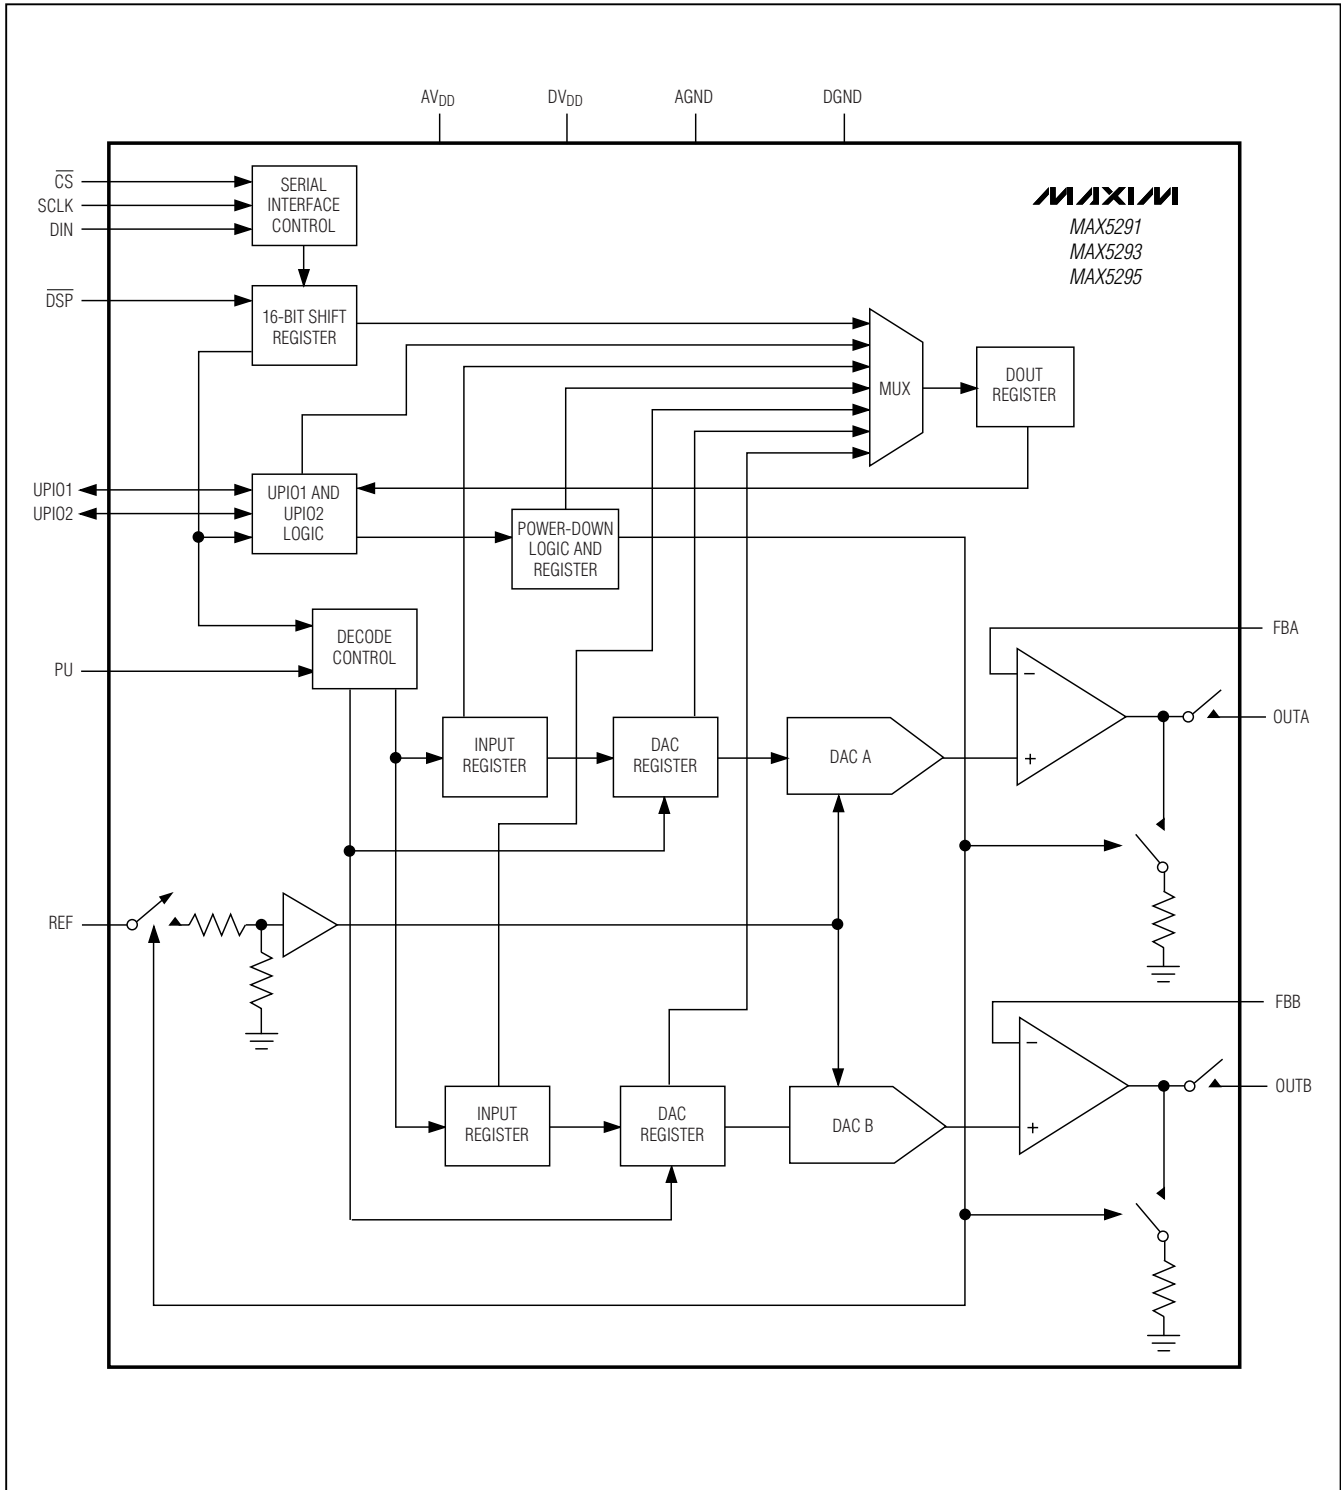 AVDD
DVDD
AGND
DGND
CS
SCLK
DIN
SERIAL
INTERFACE
CONTROL
MAXIM
MAX5291
MAX5293
MAX5295
DSP
16-BIT SHIFT
REGISTER
MUX
DOUT
REGISTER
UPIO1
UPIO2
UPIO1 AND
UPIO2
LOGIC
POWER-DOWN
LOGIC AND
REGISTER
DECODE
CONTROL
PU
FBA
−
+
OUTA
INPUT
REGISTER
DAC
REGISTER
DAC A
REF
FBB
−
+
OUTB
INPUT
REGISTER
DAC
REGISTER
DAC B